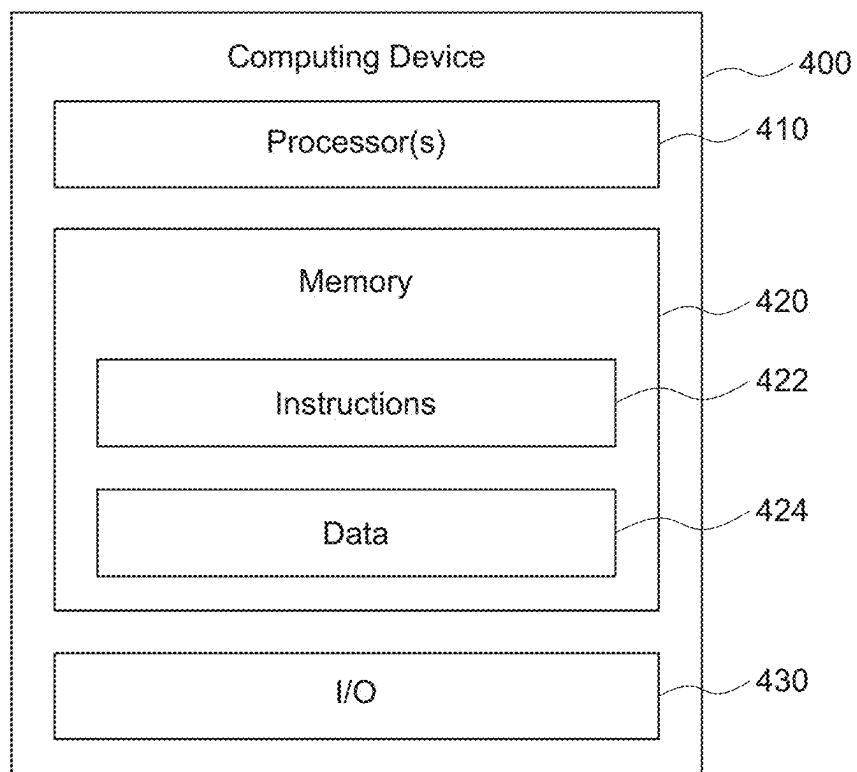 Computing Device
400
Processor(s)
410
Memory
420
Instructions
422
Data
424
I/O
430